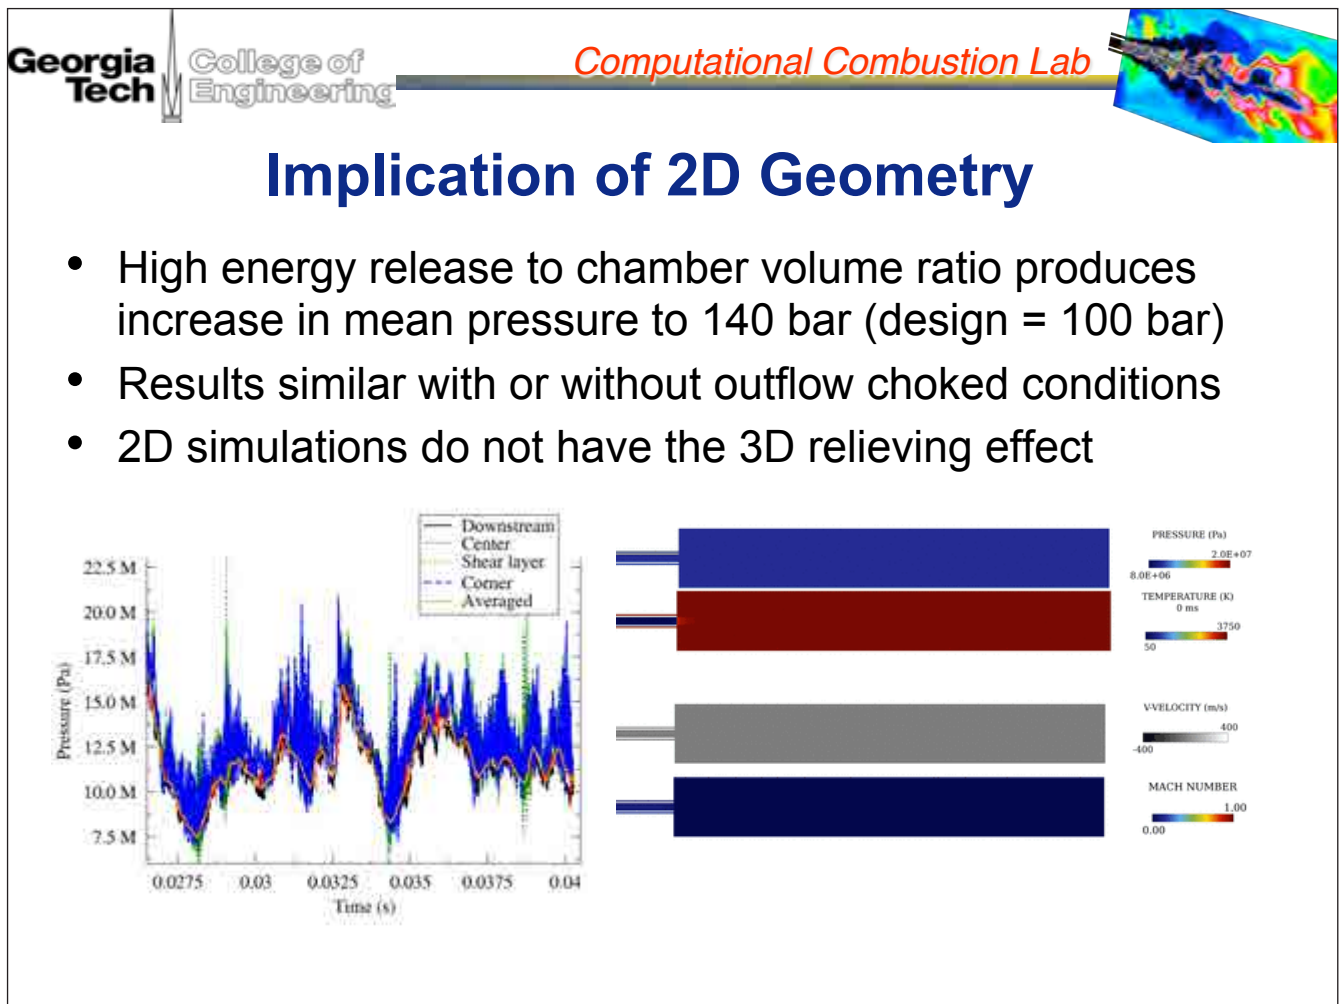 Georgia
Tech
College of
Engineering
Computational Combustion Lab
Implication of 2D Geometry
• High energy release to chamber volume ratio produces
increase in mean pressure to 140 bar (design = 100 bar)
• Results similar with or without outflow choked conditions
• 2D simulations do not have the 3D relieving effect
Downstream
Center
Shear layer
Corner
Averaged
22.5 M
20.0 M
17.5 M
15.0 M
12.5 M
10.0 M
7.5 M
Pressure (Pa)
0.0275 0.03 0.0325 0.035 0.0375 0.04
Time (s)
PRESSURE (Pa)
2.0E+07
8.0E+06
TEMPERATURE (K)
0 ms
3750
50
V-VELOCITY (m/s)
400
-400
MACH NUMBER
1.00
0.00